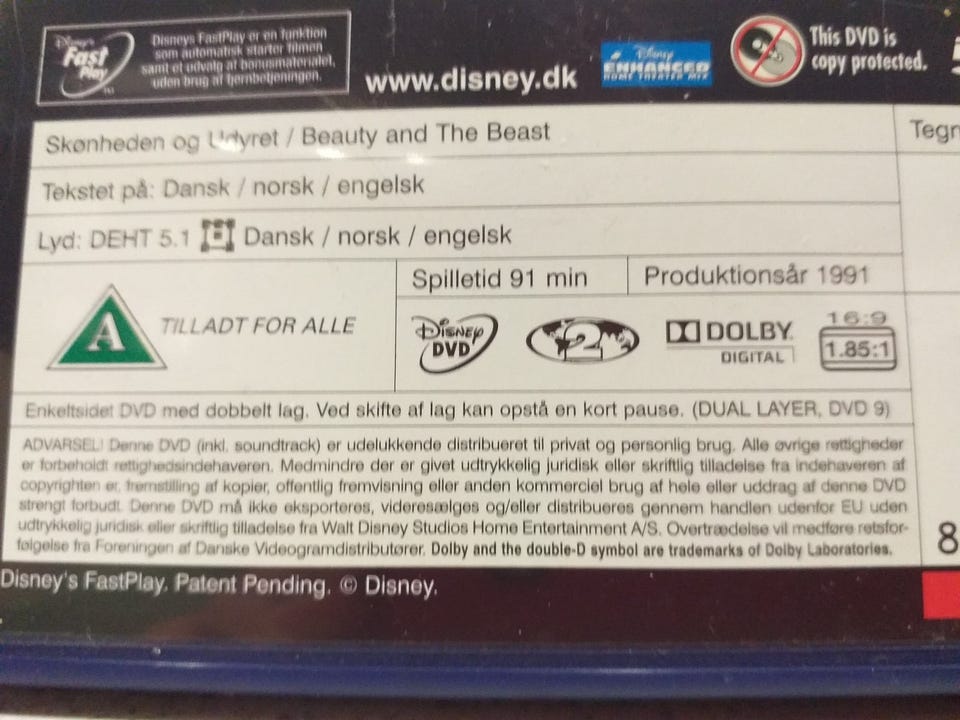 Disney's Fast Play
Disneys FastPlay er en funktion
som automatisk starter filmen
samt et udvalg af bonusmaterialet,
uden brug af fjernbetjeningen.
www.disney.dk
Disney
ENHANCED
HOME THEATER MIX
This DVD is
copy protected.
Skønheden og Udyret / Beauty and The Beast
Tegn
Tekstet på: Dansk / norsk / engelsk
Lyd: DEHT 5.1 Dansk / norsk / engelsk
A TILLADT FOR ALLE
Spilletid 91 min
Produktionsår 1991
DISNEY DVD
2
DOLBY
DIGITAL
16:9
1.85:1
Enkeltsidet DVD med dobbelt lag. Ved skifte af lag kan opstå en kort pause. (DUAL LAYER, DVD 9)
ADVARSEL! Denne DVD (inkl. soundtrack) er udelukkende distribueret til privat og personlig brug. Alle øvrige rettigheder
er forbeholdt rettighedsindehaveren. Medmindre der er givet udtrykkelig juridisk eller skriftlig tilladelse fra indehaveren af
copyrighten er, fremstilling af kopier, offentlig fremvisning eller anden kommerciel brug af hele eller uddrag af denne DVD
strengt forbudt. Denne DVD må ikke eksporteres, videresælges og/eller distribueres gennem handlen udenfor EU uden
udtrykkelig juridisk eller skriftlig tilladelse fra Walt Disney Studios Home Entertainment A/S. Overtrædelse vil medføre retsfor-
følgelse fra Foreningen af Danske Videogramdistributører. Dolby and the double-D symbol are trademarks of Dolby Laboratories.
8
Disney's FastPlay. Patent Pending. © Disney.